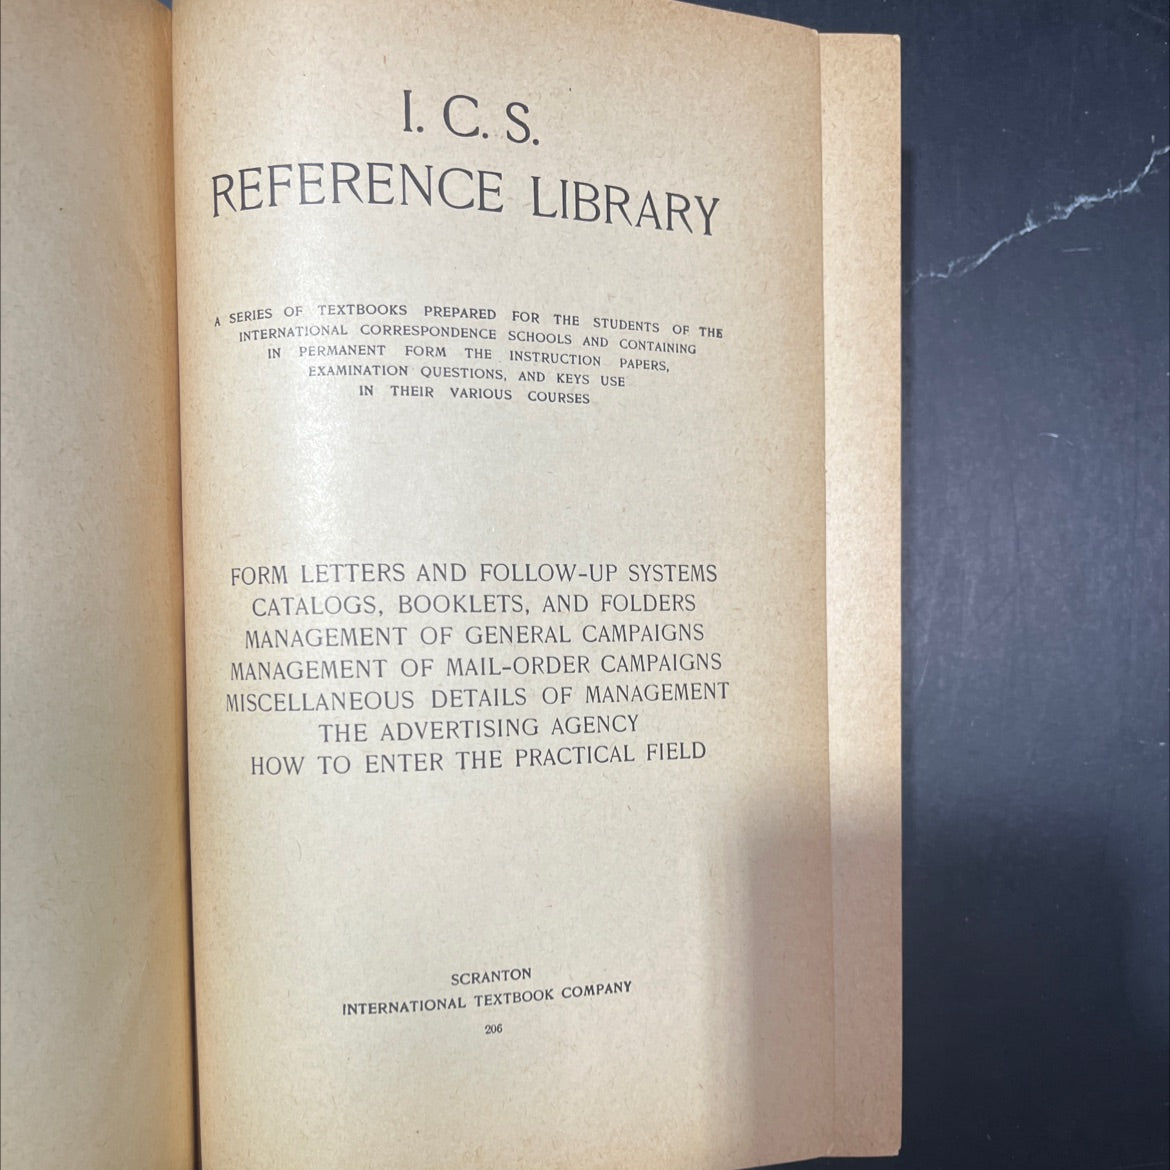 I. C. S.
REFERENCE LIBRARY
A SERIES OF TEXTBOOKS PREPARED FOR THE STUDENTS OF THE
INTERNATIONAL CORRESPONDENCE SCHOOLS AND CONTAINING
IN PERMANENT FORM THE INSTRUCTION PAPERS,
EXAMINATION QUESTIONS, AND KEYS USE
IN THEIR VARIOUS COURSES
FORM LETTERS AND FOLLOW-UP SYSTEMS
CATALOGS, BOOKLETS, AND FOLDERS
MANAGEMENT OF GENERAL CAMPAIGNS
MANAGEMENT OF MAIL-ORDER CAMPAIGNS
MISCELLANEOUS DETAILS OF MANAGEMENT
THE ADVERTISING AGENCY
HOW TO ENTER THE PRACTICAL FIELD
SCRANTON
INTERNATIONAL TEXTBOOK COMPANY
206